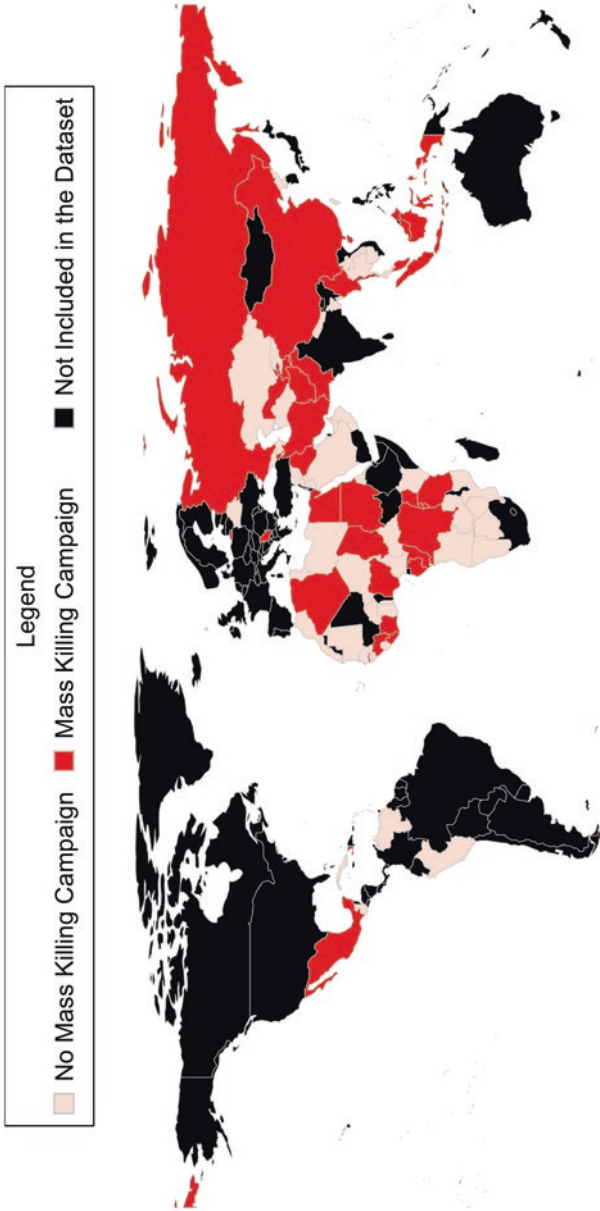 Legend
No Mass Killing Campaign
Mass Killing Campaign
Not Included in the Dataset